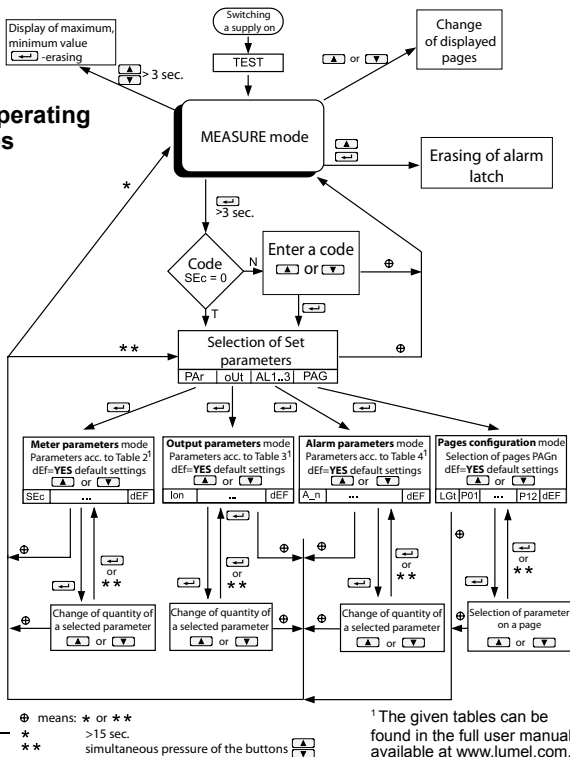 Switching
a supply on
TEST
Display of maximum,
minimum value
-erasing
> 3 sec.
or
Change
of displayed
pages
perating
es
MEASURE mode
Erasing of alarm
latch
*
>3 sec.
Code
SEc = 0
N
T
Enter a code
or
⊕
**
Selection of Set
parameters
PAr oUt AL1..3 PAG
⊕
Meter parameters mode
Parameters acc. to Table 2¹
dEf=YES default settings
or
SEc ... dEF
Output parameters mode
Parameters acc. to Table 3¹
dEf=YES default settings
or
Ion ... dEF
Alarm parameters mode
Parameters acc. to Table 4¹
dEf=YES default settings
or
A_n ... dEF
Pages configuration mode
Selection of pages PAGn
dEf=YES default settings
or
LGt P01 ... P12 dEF
⊕
or
**
⊕
or
**
⊕
⊕
or
**
⊕
or
**
⊕
Change of quantity of
a selected parameter
or
Change of quantity of
a selected parameter
or
⊕
⊕
Change of quantity of
a selected parameter
or
⊕
Selection of parameter
on a page
or
⊕ means: * or **
* >15 sec.
** simultaneous pressure of the buttons
¹ The given tables can be
found in the full user manual
available at www.lumel.com.